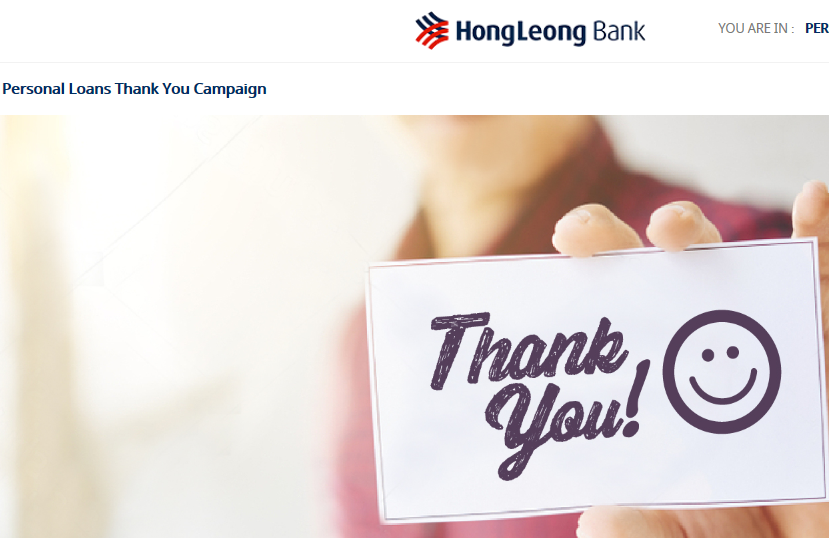 HongLeong Bank
YOU ARE IN : PER
Personal Loans Thank You Campaign
Thank
You!